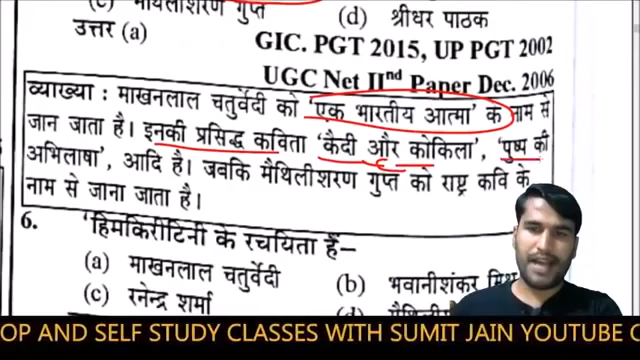 (c) मैथिलीशरण गुप्त (d) श्रीधर पाठक
उत्तर (a)
GIC. PGT 2015, UP PGT 2002
UGC Net IInd Paper Dec. 2006
व्याख्या : माखनलाल चतुर्वेदी को 'एक भारतीय आत्मा' क नाम से
जान जाता है। इनकी प्रसिद्ध कविता 'कैदी और कोकिला', 'पुष्प की
अभिलाषा', आदि है। जबकि मैथिलीशरण गुप्त को राष्ट्र कवि के
नाम से जाना जाता है।
6. 'हिमकिरीटिनी के रचयिता हैं–
(a) माखनलाल चतुर्वेदी (b) भवानीशंकर
(c) रनेन्द्र शर्मा
OP AND SELF STUDY CLASSES WITH SUMIT JAIN YOUTUBE